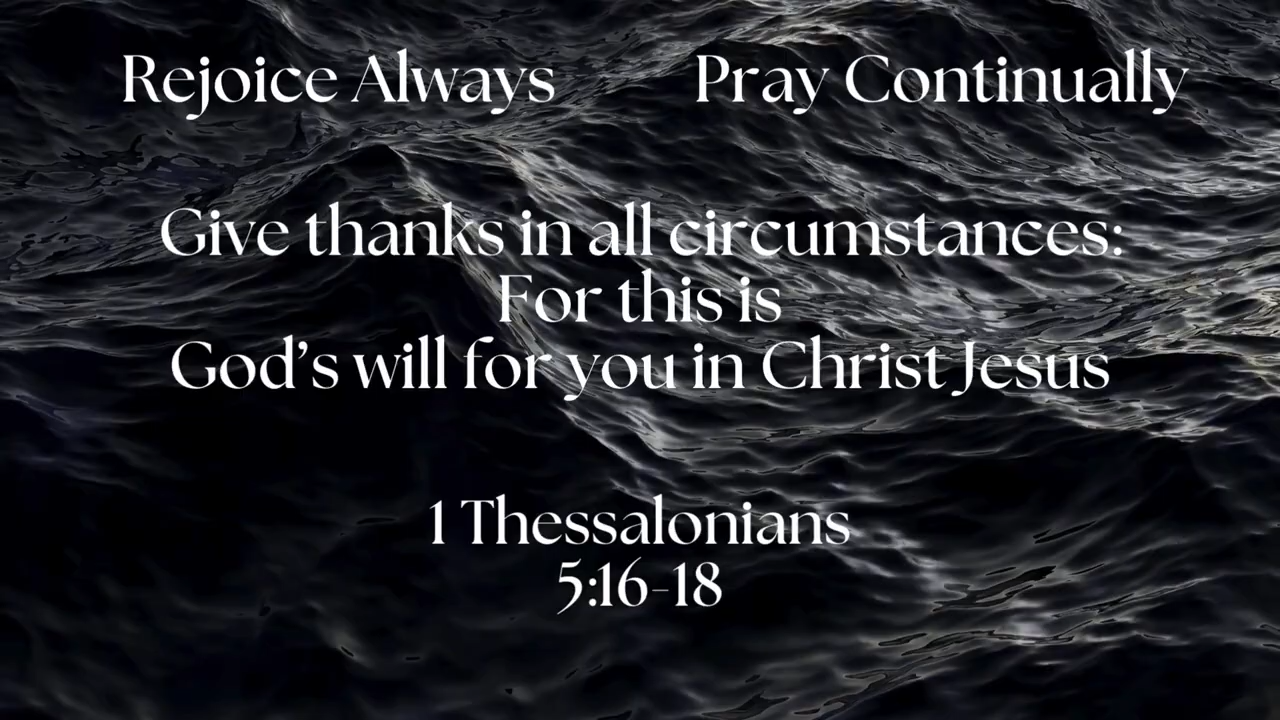 Rejoice Always
Pray Continually
Give thanks in all circumstances:
For this is
God’s will for you in Christ Jesus
1 Thessalonians
5:16-18